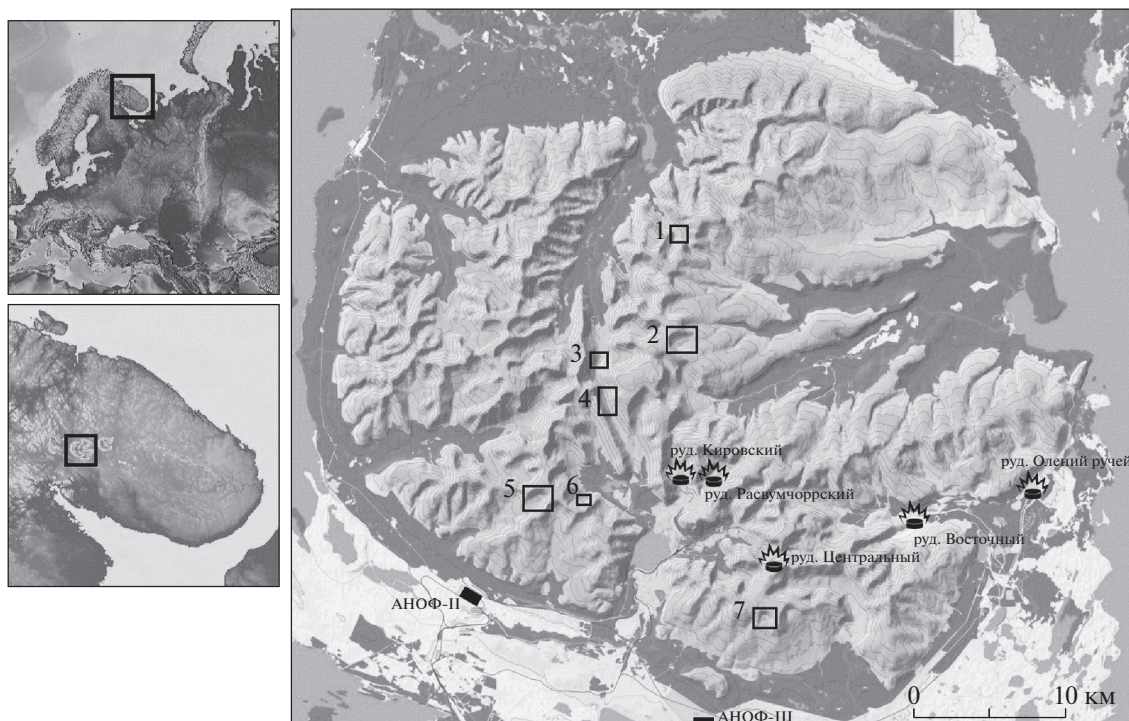 1
2
3
4
руд. Кировский
руд. Расвумчоррский
руд. Олений ручей
5
6
руд. Восточный
руд. Центральный
АНОФ-II
7
0 10 км
АНОФ-III